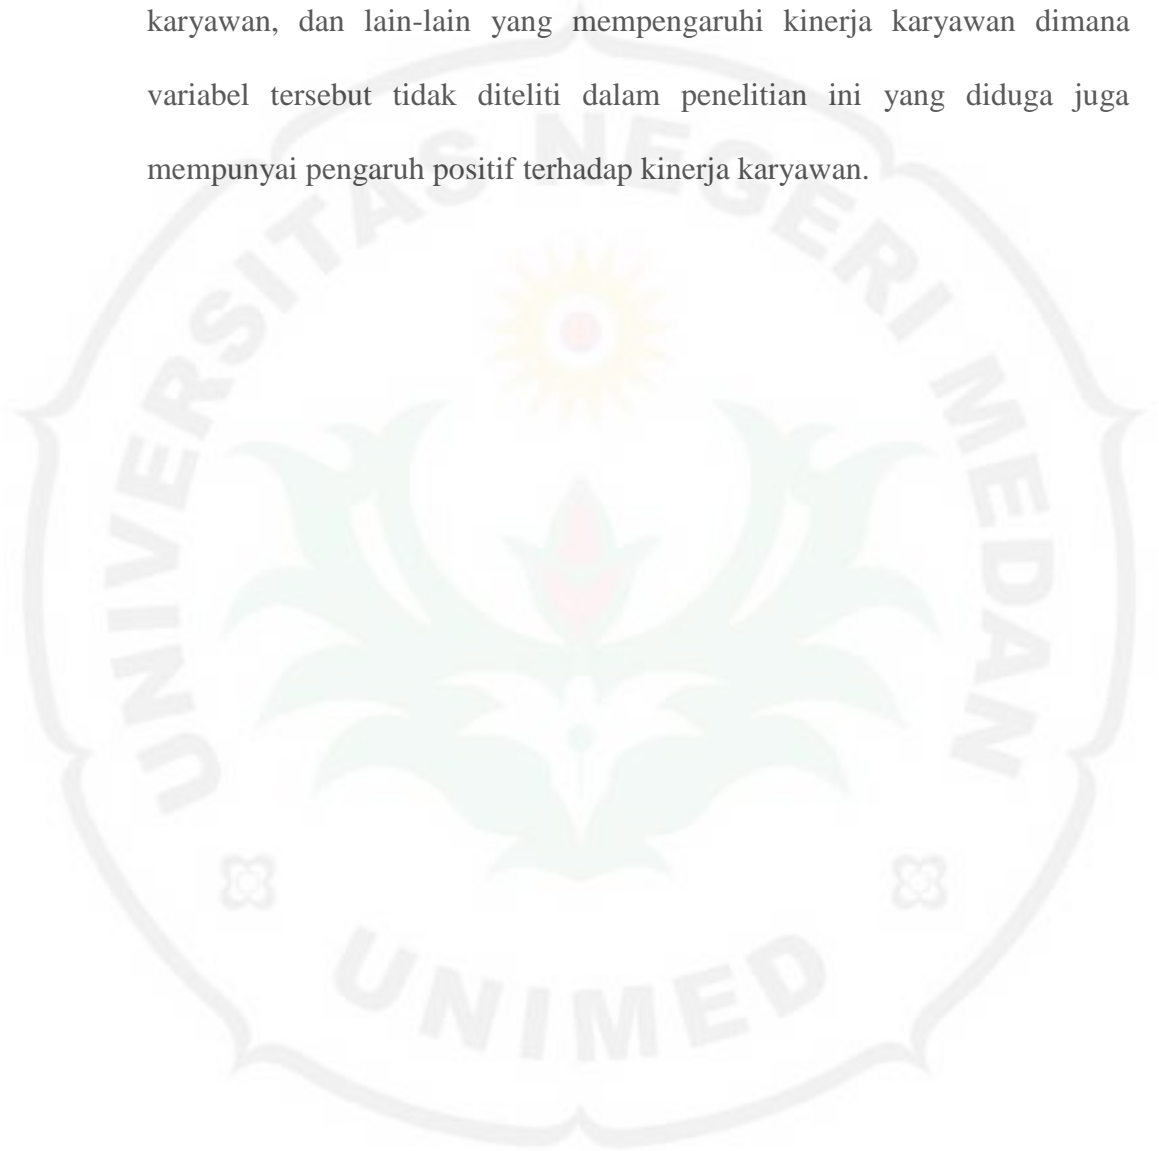 karyawan, dan lain-lain yang mempengaruhi kinerja karyawan dimana
variabel tersebut tidak diteliti dalam penelitian ini yang diduga juga
mempunyai pengaruh positif terhadap kinerja karyawan.
UNIVERSITAS NEGERI MEDAN
UNIMED